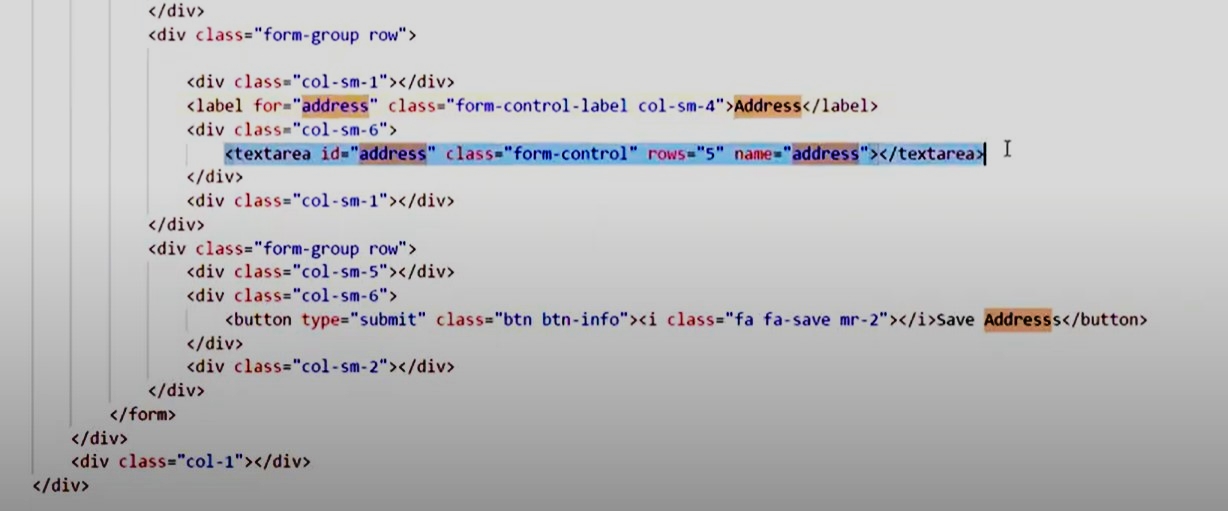 </div>
<div class="form-group row">
<div class="col-sm-1"></div>
<label for="address" class="form-control-label col-sm-4">Address</label>
<div class="col-sm-6">
<textarea id="address" class="form-control" rows="5" name="address"></textarea>
</div>
<div class="col-sm-1"></div>
</div>
<div class="form-group row">
<div class="col-sm-5"></div>
<div class="col-sm-6">
<button type="submit" class="btn btn-info"><i class="fa fa-save mr-2"></i>Save Addresss</button>
</div>
<div class="col-sm-2"></div>
</div>
</form>
</div>
<div class="col-1"></div>
</div>